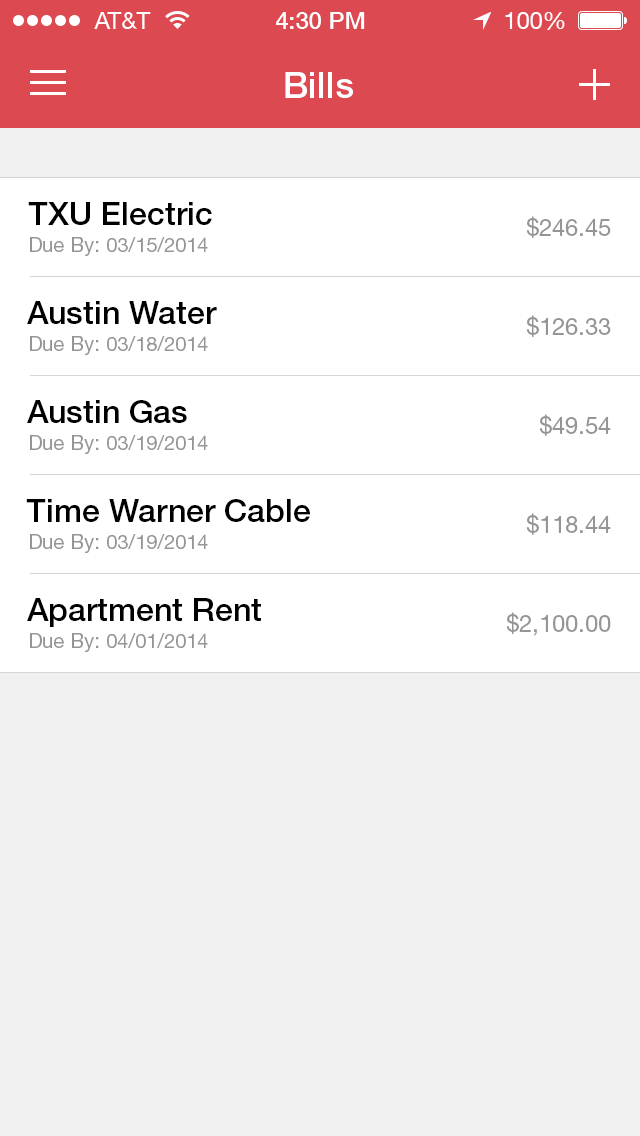 AT&T 4:30 PM 100%
Bills
TXU Electric
Due By: 03/15/2014
$246.45
Austin Water
Due By: 03/18/2014
$126.33
Austin Gas
Due By: 03/19/2014
$49.54
Time Warner Cable
Due By: 03/19/2014
$118.44
Apartment Rent
Due By: 04/01/2014
$2,100.00